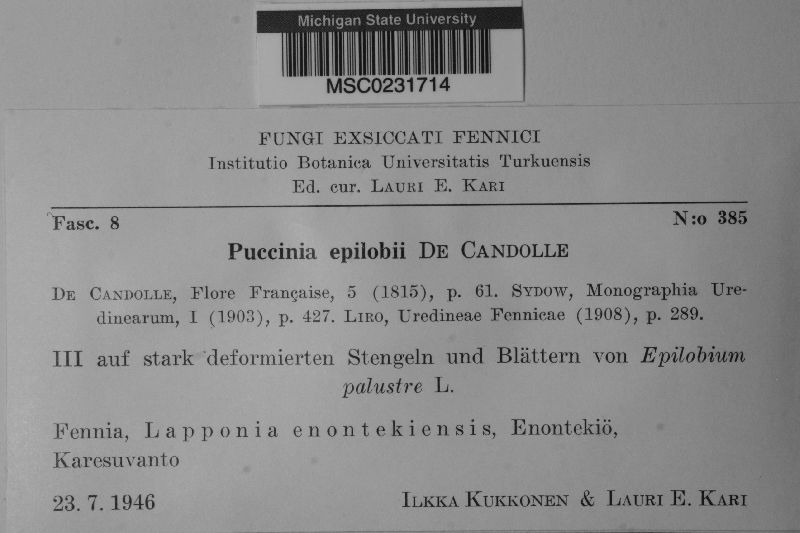 Michigan State University
MSC0231714
FUNGI EXSICCATI FENNICI
Institutio Botanica Universitatis Turkuensis
Ed. cur. LAURI E. KARI
Fasc. 8 N:o 385
Puccinia epilobii DE CANDOLLE
DE CANDOLLE, Flore Française, 5 (1815), p. 61. SYDOW, Monographia Ure-
dinearum, I (1903), p. 427. LIRO, Uredineae Fennicae (1908), p. 289.
III auf stark deformierten Stengeln und Blättern von Epilobium
palustre L.
Fennia, Lapponia enontekiensis, Enontekiö,
Karesuvanto
23. 7. 1946 ILKKA KUKKONEN & LAURI E. KARI